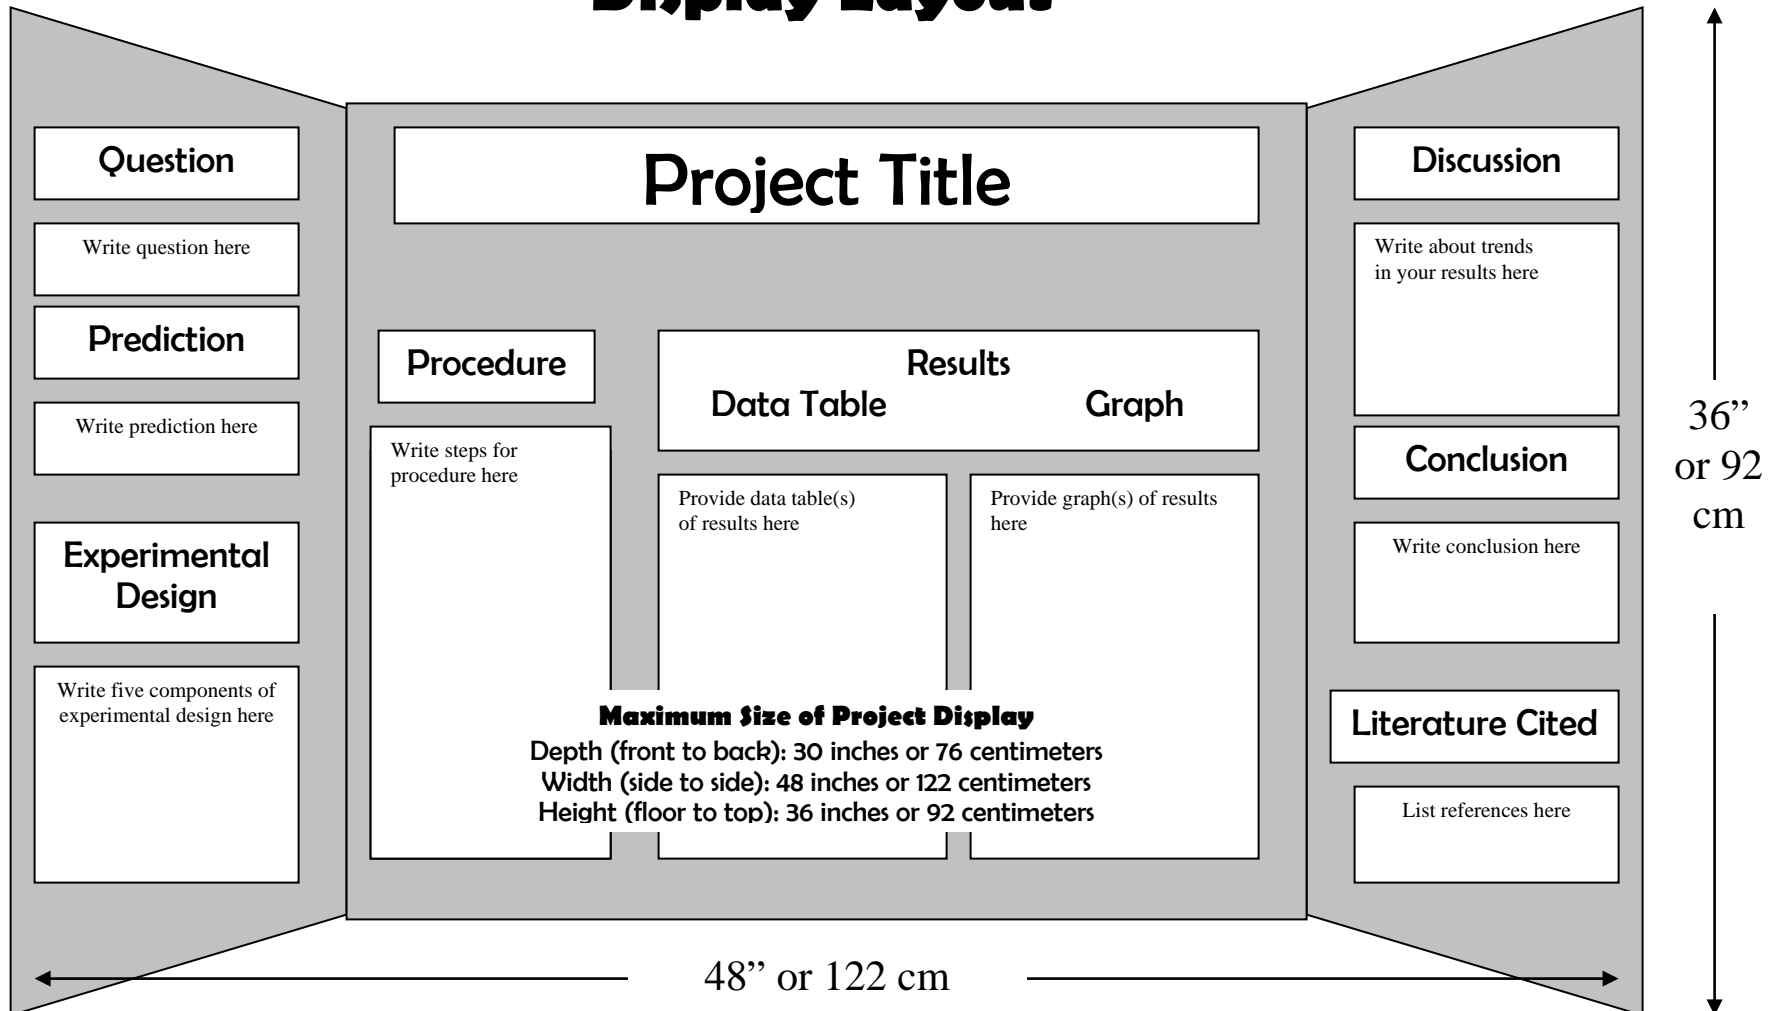 Display Layout
Question
Write question here
Prediction
Write prediction here
Experimental
Design
Write five components of
experimental design here
Project Title
Procedure
Write steps for
procedure here
Results
Data Table Graph
Provide data table(s)
of results here
Provide graph(s) of results
here
Maximum Size of Project Display
Depth (front to back): 30 inches or 76 centimeters
Width (side to side): 48 inches or 122 centimeters
Height (floor to top): 36 inches or 92 centimeters
Discussion
Write about trends
in your results here
Conclusion
Write conclusion here
Literature Cited
List references here
36”
or 92
cm
48” or 122 cm